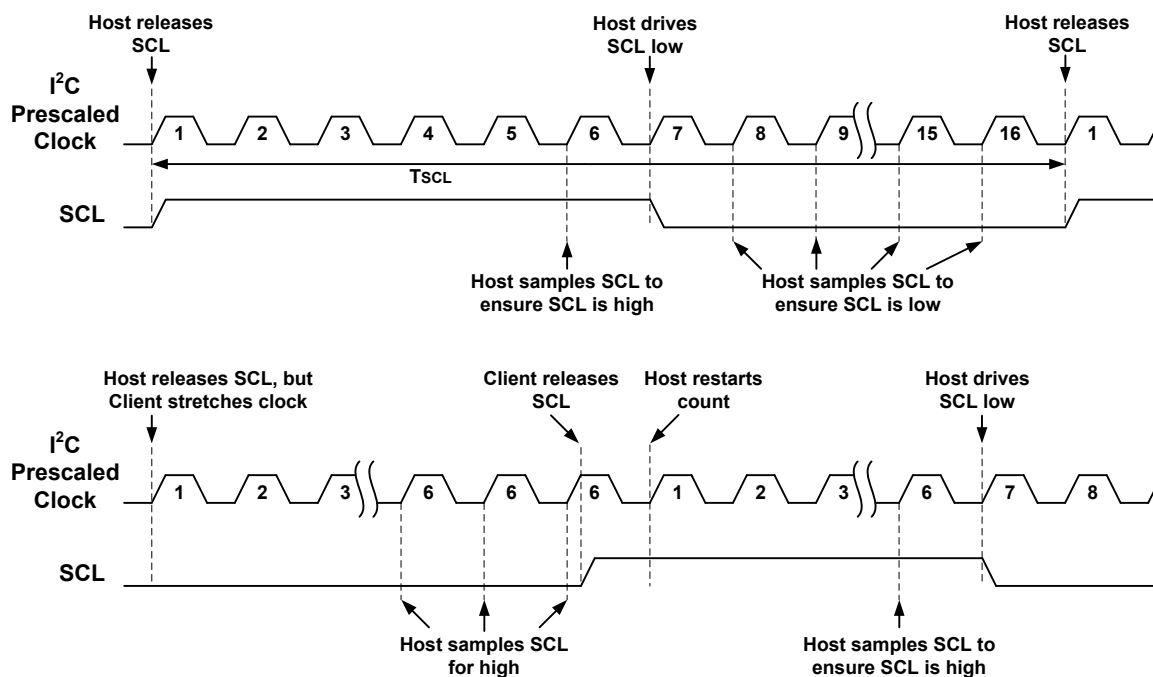 Host releases
SCL
Host drives
SCL low
Host releases
SCL
I²C
Prescaled
Clock
1 2 3 4 5 6 7 8 9 15 16 1
TSCL
SCL
Host samples SCL to
ensure SCL is high
Host samples SCL to
ensure SCL is low
Host releases SCL, but
Client stretches clock
Client releases
SCL
Host restarts
count
Host drives
SCL low
I²C
Prescaled
Clock
1 2 3 6 6 6 1 2 3 6 7 8
SCL
Host samples SCL
for high
Host samples SCL to
ensure SCL is high